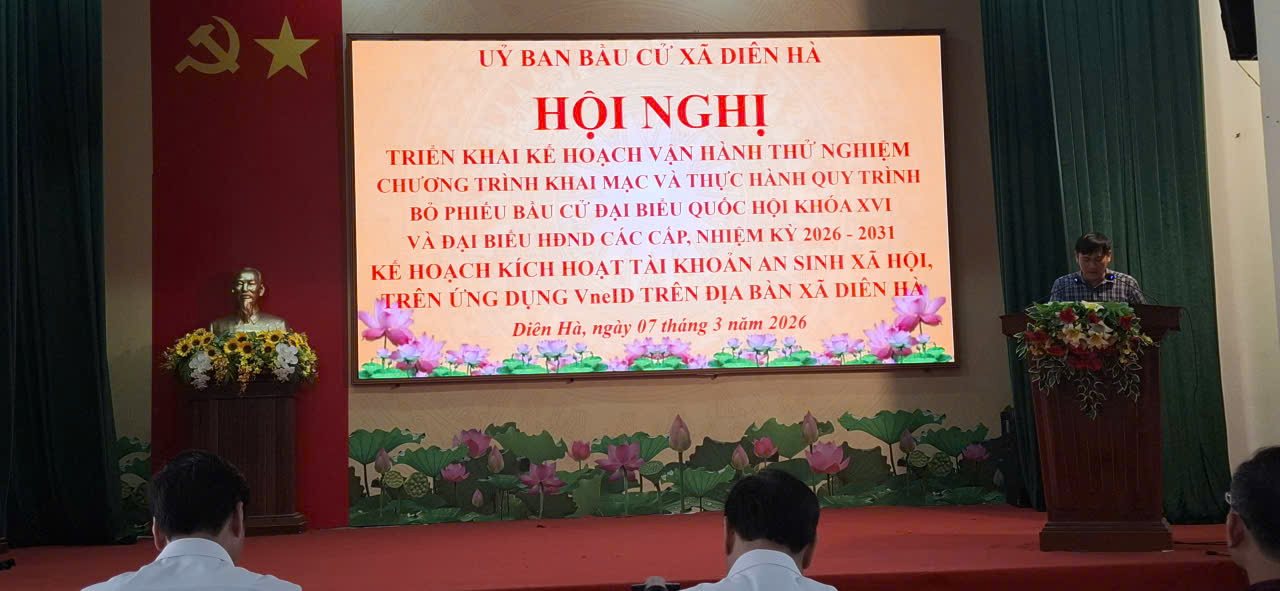 UỶ BAN BẦU CỬ XÃ DIÊN HÀ
HỘI NGHỊ
TRIỂN KHAI KẾ HOẠCH VẬN HÀNH THỬ NGHIỆM
CHƯƠNG TRÌNH KHAI MẠC VÀ THỰC HÀNH QUY TRÌNH
BỎ PHIẾU BẦU CỬ ĐẠI BIỂU QUỐC HỘI KHÓA XVI
VÀ ĐẠI BIỂU HĐND CÁC CẤP, NHIỆM KỲ 2026 - 2031
KẾ HOẠCH KÍCH HOẠT TÀI KHOẢN AN SINH XÃ HỘI,
TRÊN ỨNG DỤNG VneID TRÊN ĐỊA BÀN XÃ DIÊN HÀ
Diên Hà, ngày 07 tháng 3 năm 2026